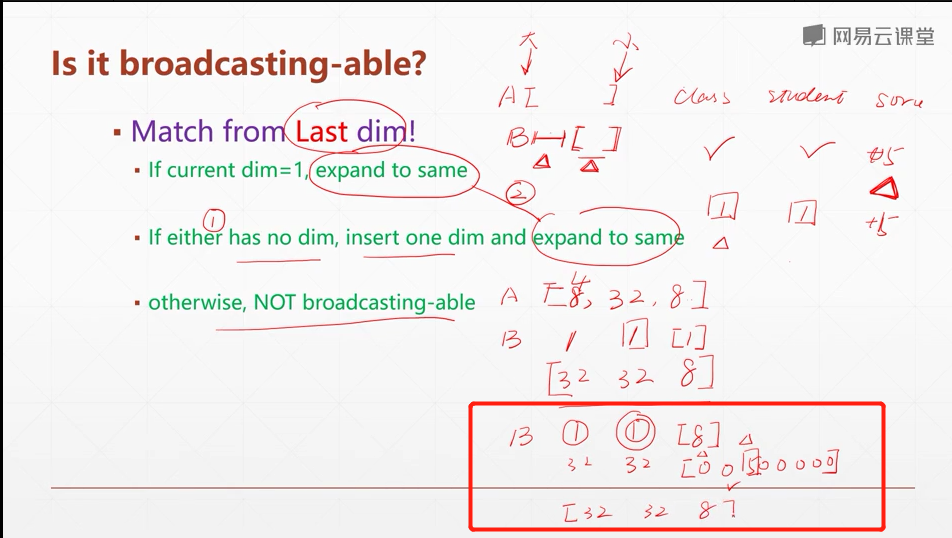 网易云课堂
Is it broadcasting-able?
大 小
A [ ]
class student score
▪ Match from Last dim!
B [ ]
▪ If current dim=1, expand to same
②
1 1
①
▪ If either has no dim, insert one dim and expand to same
▪ otherwise, NOT broadcasting-able
A , 32, 8]
B 1 1 [1]
[32 32 8]
B ① ① [8]
32 32 [0 0 5 0 0 0 0 0]
[32 32 8]